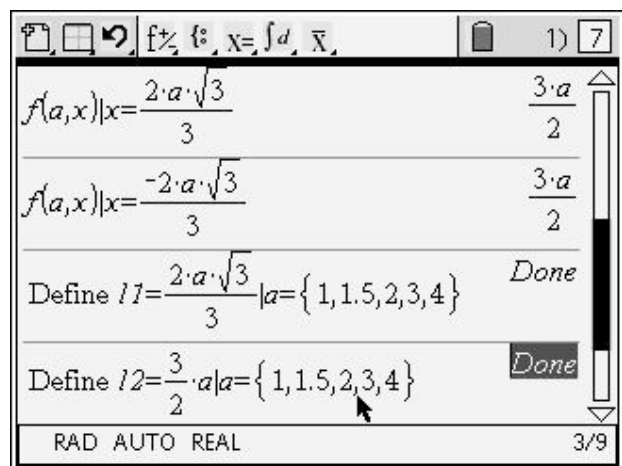 f± {: x= ∫d x̄ 1) 7
f(a,x)|x=2·a·√3/3 3·a/2
f(a,x)|x=-2·a·√3/3 3·a/2
Define l1=2·a·√3/3|a={1,1.5,2,3,4} Done
Define l2=3/2·a|a={1,1.5,2,3,4} Done
RAD AUTO REAL 3/9